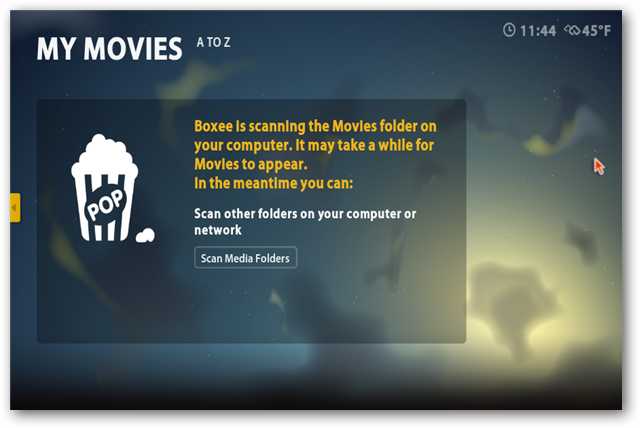 MY MOVIES A TO Z
11:44 45°F
Boxee is scanning the Movies folder on
your computer. It may take a while for
Movies to appear.
In the meantime you can:
POP
Scan other folders on your computer or
network
Scan Media Folders